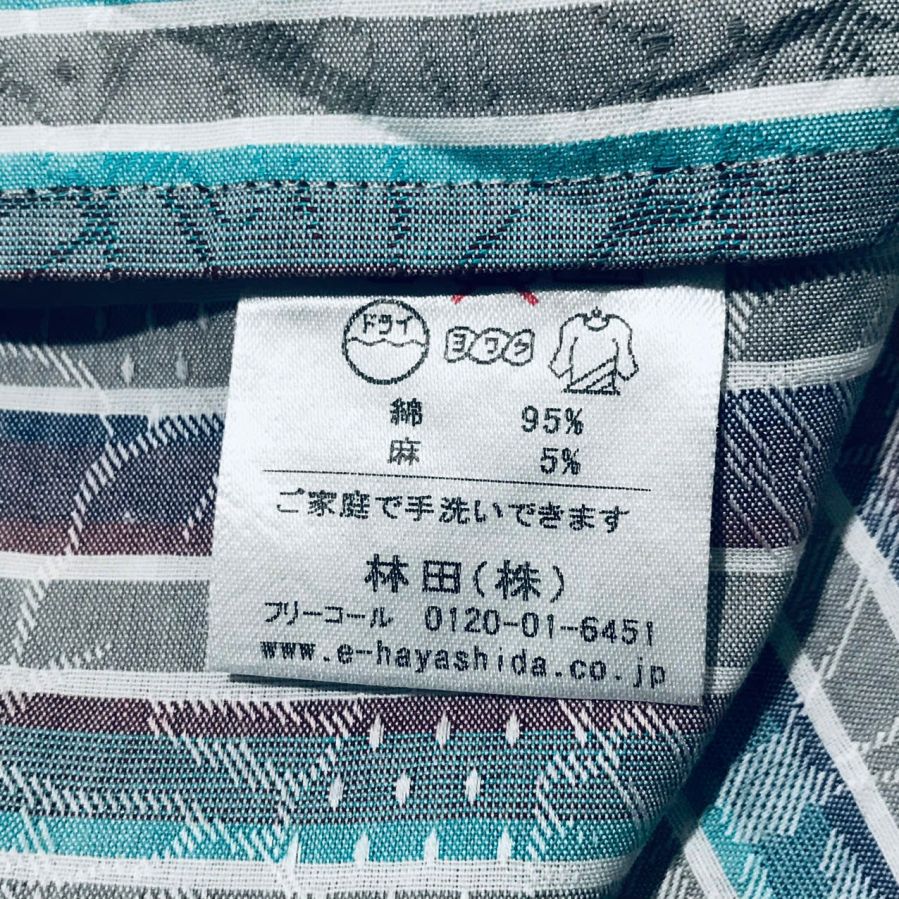 ドライ ヨワク
綿 95%
麻 5%
ご家庭で手洗いできます
林田(株)
フリーコール 0120-01-6451
www.e-hayashida.co.jp